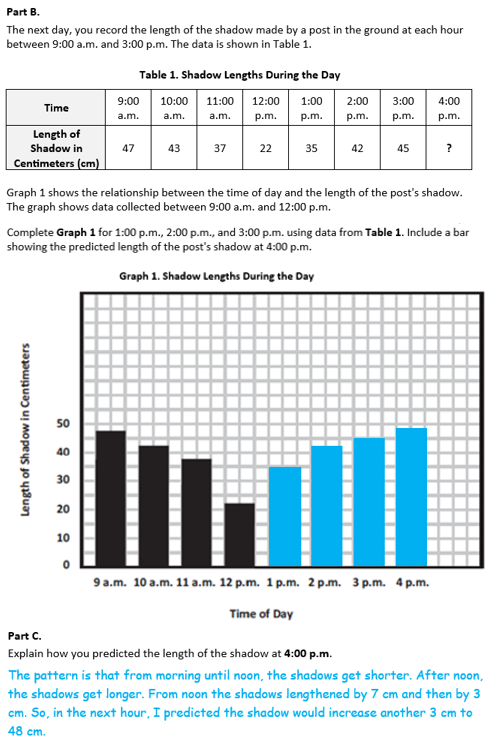 Part B.
The next day, you record the length of the shadow made by a post in the ground at each hour
between 9:00 a.m. and 3:00 p.m. The data is shown in Table 1.
Table 1. Shadow Lengths During the Day
Time 9:00 a.m. 10:00 a.m. 11:00 a.m. 12:00 p.m. 1:00 p.m. 2:00 p.m. 3:00 p.m. 4:00 p.m.
Length of Shadow in Centimeters (cm) 47 43 37 22 35 42 45 ?
Graph 1 shows the relationship between the time of day and the length of the post's shadow.
The graph shows data collected between 9:00 a.m. and 12:00 p.m.
Complete Graph 1 for 1:00 p.m., 2:00 p.m., and 3:00 p.m. using data from Table 1. Include a bar
showing the predicted length of the post's shadow at 4:00 p.m.
Graph 1. Shadow Lengths During the Day
Length of Shadow in Centimeters
50
40
30
20
10
0
9 a.m. 10 a.m. 11 a.m. 12 p.m. 1 p.m. 2 p.m. 3 p.m. 4 p.m.
Time of Day
Part C.
Explain how you predicted the length of the shadow at 4:00 p.m.
The pattern is that from morning until noon, the shadows get shorter. After noon,
the shadows get longer. From noon the shadows lengthened by 7 cm and then by 3
cm. So, in the next hour, I predicted the shadow would increase another 3 cm to
48 cm.